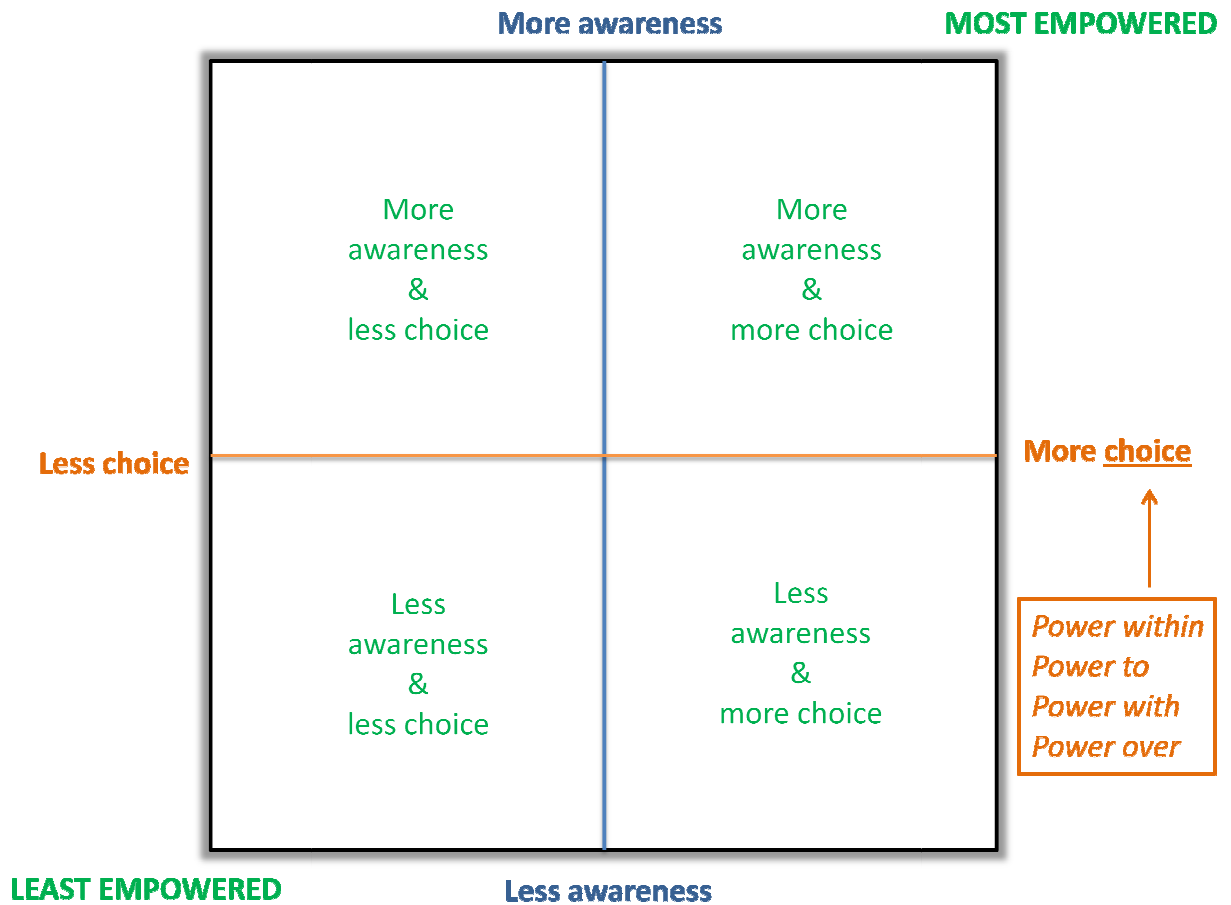 More awareness
MOST EMPOWERED
More
awareness
&
less choice
More
awareness
&
more choice
Less choice
More choice
Less
awareness
&
less choice
Less
awareness
&
more choice
Power within
Power to
Power with
Power over
LEAST EMPOWERED
Less awareness